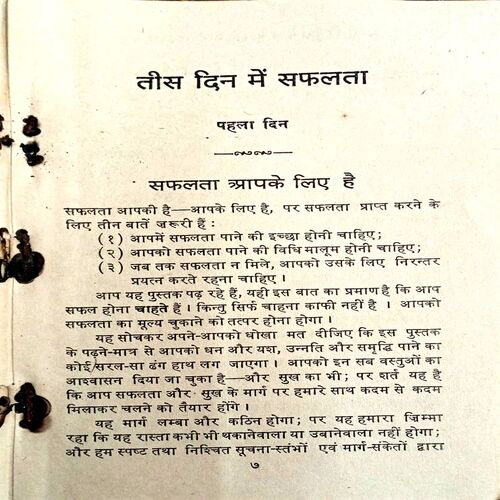 तीस दिन में सफलता
पहला दिन
सफलता आपके लिए है
सफलता आपकी है—आपके लिए है, पर सफलता प्राप्त करने के
लिए तीन बातें ज़रूरी हैं :
(१) आपमें सफलता पाने की इच्छा होनी चाहिए;
(२) आपको सफलता पाने की विधि मालूम होनी चाहिए;
(३) जब तक सफलता न मिले, आपको उसके लिए निरन्तर
प्रयत्न करते रहना चाहिए ।
आप यह पुस्तक पढ़ रहे हैं, यही इस बात का प्रमाण है कि आप
सफल होना चाहते हैं । किन्तु सिर्फ चाहना काफी नहीं है । आपको
सफलता का मूल्य चुकाने को तत्पर होना होगा ।
यह सोचकर अपने-आपको धोखा मत दीजिए कि इस पुस्तक
के पढ़ने-मात्र से आपको धन और यश, उन्नति और समृद्धि पाने का
कोई सरल-सा ढंग हाथ लग जाएगा । आपको इन सब वस्तुओं का
आश्वासन दिया जा चुका है—और सुख का भी; पर शर्त यह है
कि आप सफलता और सुख के मार्ग पर हमारे साथ कदम से कदम
मिलाकर चलने को तैयार होंगे ।
यह मार्ग लम्बा और कठिन होगा; पर यह हमारा ज़िम्मा
रहा कि यह रास्ता कभी भी थकानेवाला या उबानेवाला नहीं होगा;
और हम स्पष्ट तथा निश्चित सूचना-स्तंभों एवं मार्ग-संकेतों द्वारा
७